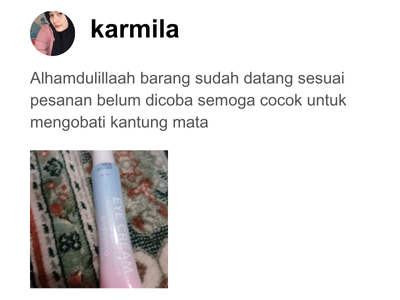 karmila
Alhamdulillaah barang sudah datang sesuai
pesanan belum dicoba semoga cocok untuk
mengobati kantung mata
EYE CREAM